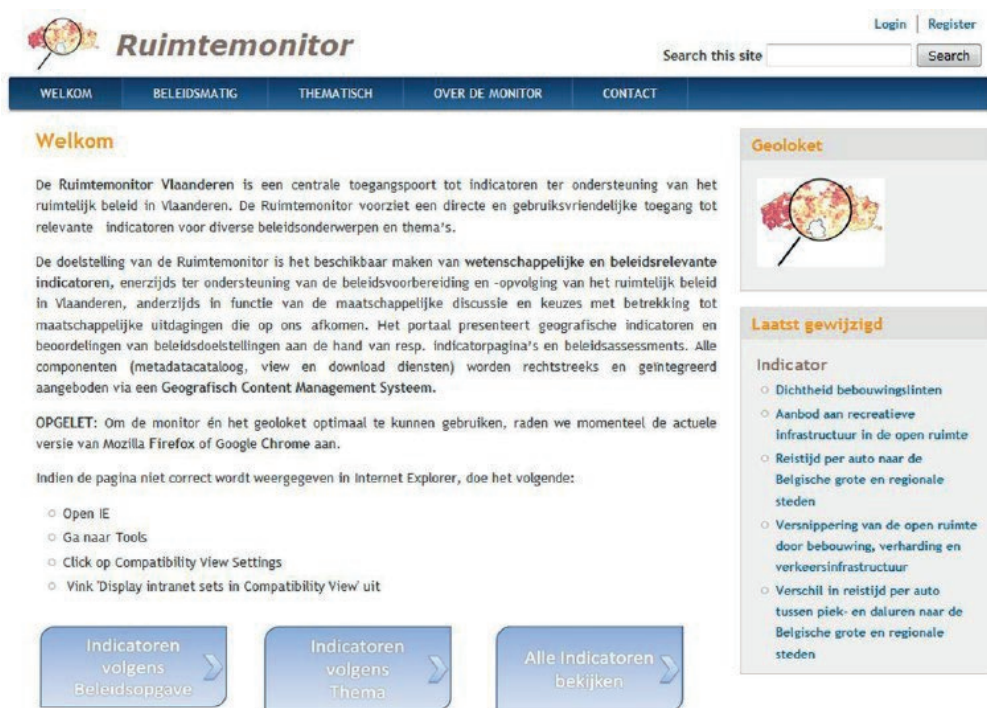 Login | Register
Ruimtemonitor
Search this site Search
WELKOM BELEIDSMATIG THEMATISCH OVER DE MONITOR CONTACT
Welkom
De Ruimtemonitor Vlaanderen is een centrale toegangspoort tot indicatoren ter ondersteuning van het
ruimtelijk beleid in Vlaanderen. De Ruimtemonitor voorziet een directe en gebruiksvriendelijke toegang tot
relevante indicatoren voor diverse beleidsonderwerpen en thema's.
De doelstelling van de Ruimtemonitor is het beschikbaar maken van wetenschappelijke en beleidsrelevante
indicatoren, enerzijds ter ondersteuning van de beleidsvoorbereiding en -opvolging van het ruimtelijk beleid
in Vlaanderen, anderzijds in functie van de maatschappelijke discussie en keuzes met betrekking tot
maatschappelijke uitdagingen die op ons afkomen. Het portaal presenteert geografische indicatoren en
beoordelingen van beleidsdoelstellingen aan de hand van resp. indicatorpagina's en beleidsassessments. Alle
componenten (metadatacataloog, view en download diensten) worden rechtstreeks en geïntegreerd
aangeboden via een Geografisch Content Management Systeem.
OPGELET: Om de monitor én het geoloket optimaal te kunnen gebruiken, raden we momenteel de actuele
versie van Mozilla Firefox of Google Chrome aan.
Indien de pagina niet correct wordt weergegeven in Internet Explorer, doe het volgende:
Open IE
Ga naar Tools
Click op Compatibility View Settings
Vink 'Display intranet sets in Compatibility View' uit
Indicatoren
volgens
Beleidsopgave
Indicatoren
volgens
Thema
Alle Indicatoren
bekijken
Geoloket
Laatst gewijzigd
Indicator
Dichtheid bebouwingslinten
Aanbod aan recreatieve
infrastructuur in de open ruimte
Reistijd per auto naar de
Belgische grote en regionale
steden
Versnippering van de open ruimte
door bebouwing, verharding en
verkeersinfrastructuur
Verschil in reistijd per auto
tussen piek- en daluren naar de
Belgische grote en regionale
steden